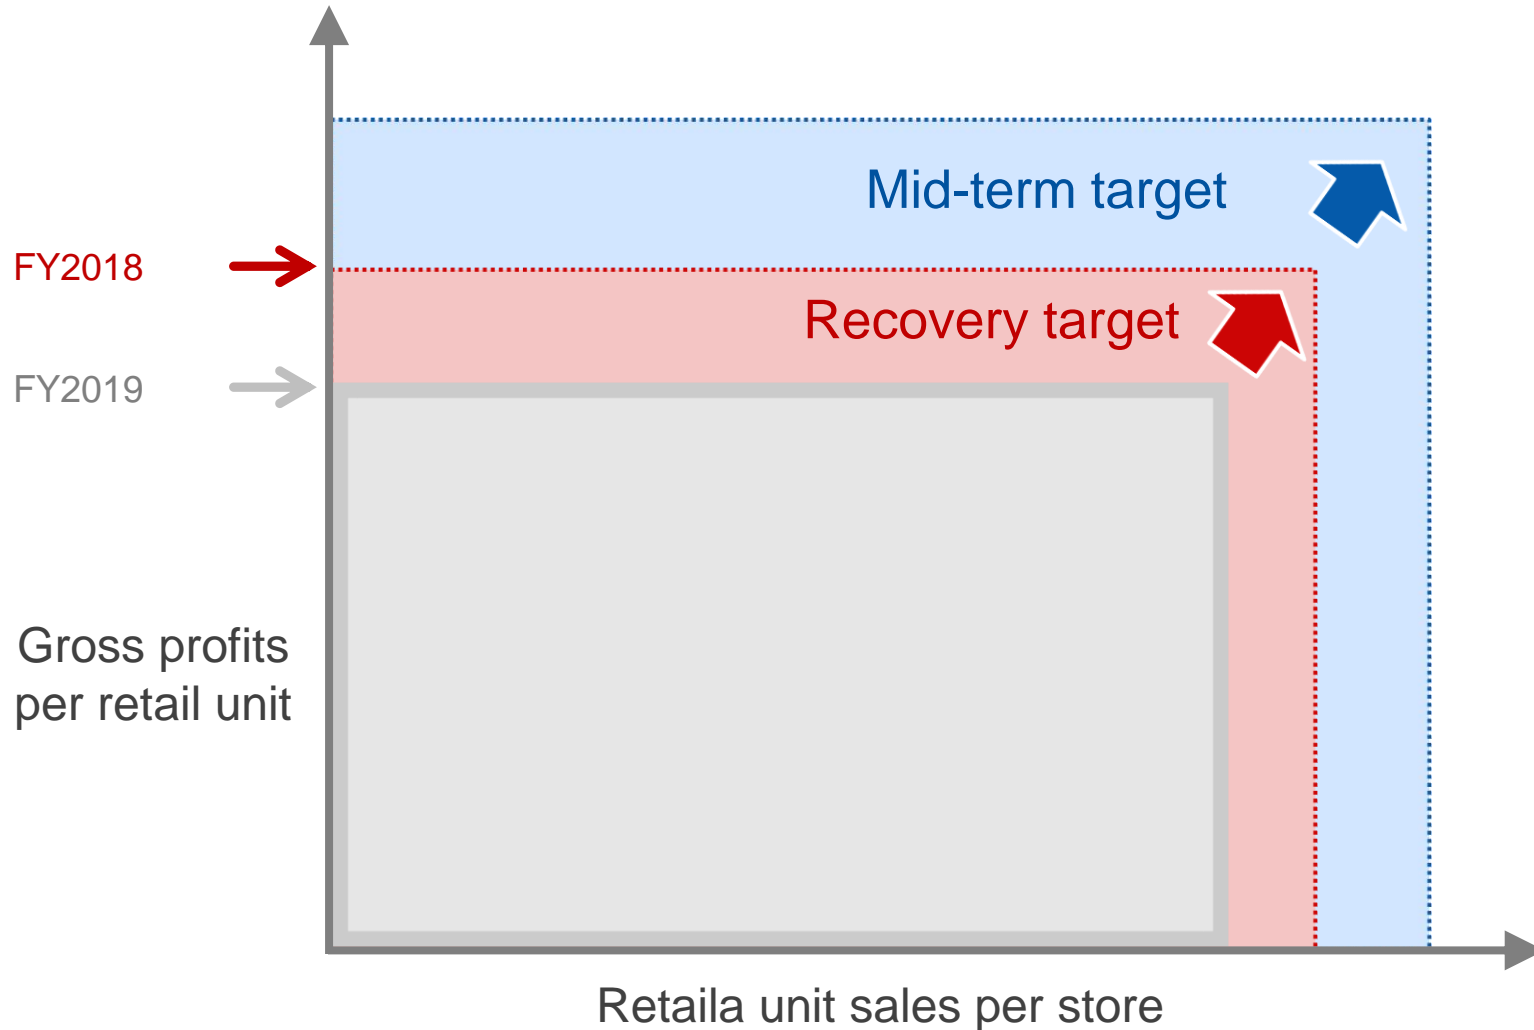 Mid-term target
FY2018
Recovery target
FY2019
Gross profits
per retail unit
Retaila unit sales per store